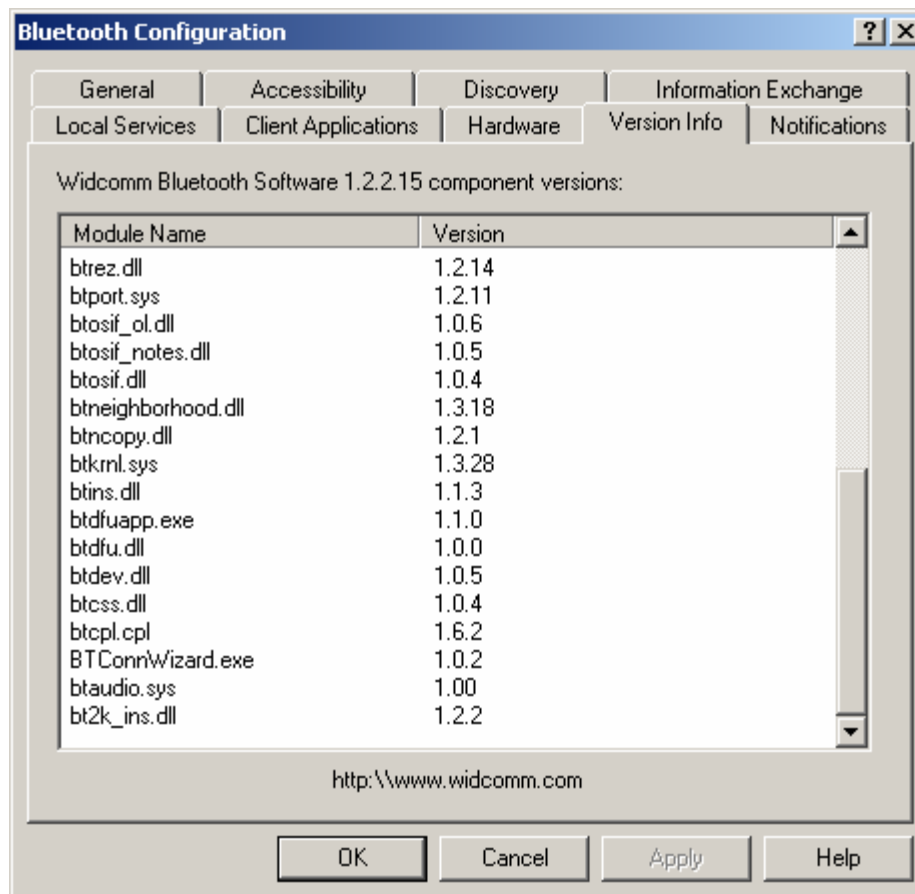 Bluetooth Configuration
General Accessibility Discovery Information Exchange
Local Services Client Applications Hardware Version Info Notifications
Widcomm Bluetooth Software 1.2.2.15 component versions:
Module Name Version
btrez.dll 1.2.14
btport.sys 1.2.11
btosif_ol.dll 1.0.6
btosif_notes.dll 1.0.5
btosif.dll 1.0.4
btneighborhood.dll 1.3.18
btncopy.dll 1.2.1
btkrnl.sys 1.3.28
btins.dll 1.1.3
btdfuapp.exe 1.1.0
btdfu.dll 1.0.0
btdev.dll 1.0.5
btcss.dll 1.0.4
btcpl.cpl 1.6.2
BTConnWizard.exe 1.0.2
btaudio.sys 1.00
bt2k_ins.dll 1.2.2
http:\\www.widcomm.com
OK Cancel Apply Help